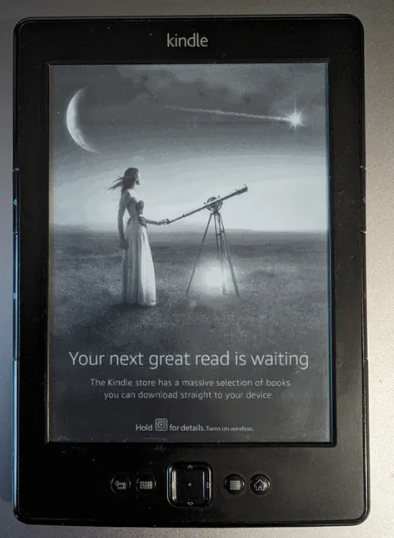 kindle
Your next great read is waiting
The Kindle store has a massive selection of books
you can download straight to your device.
Hold for details. Turns on wireless.